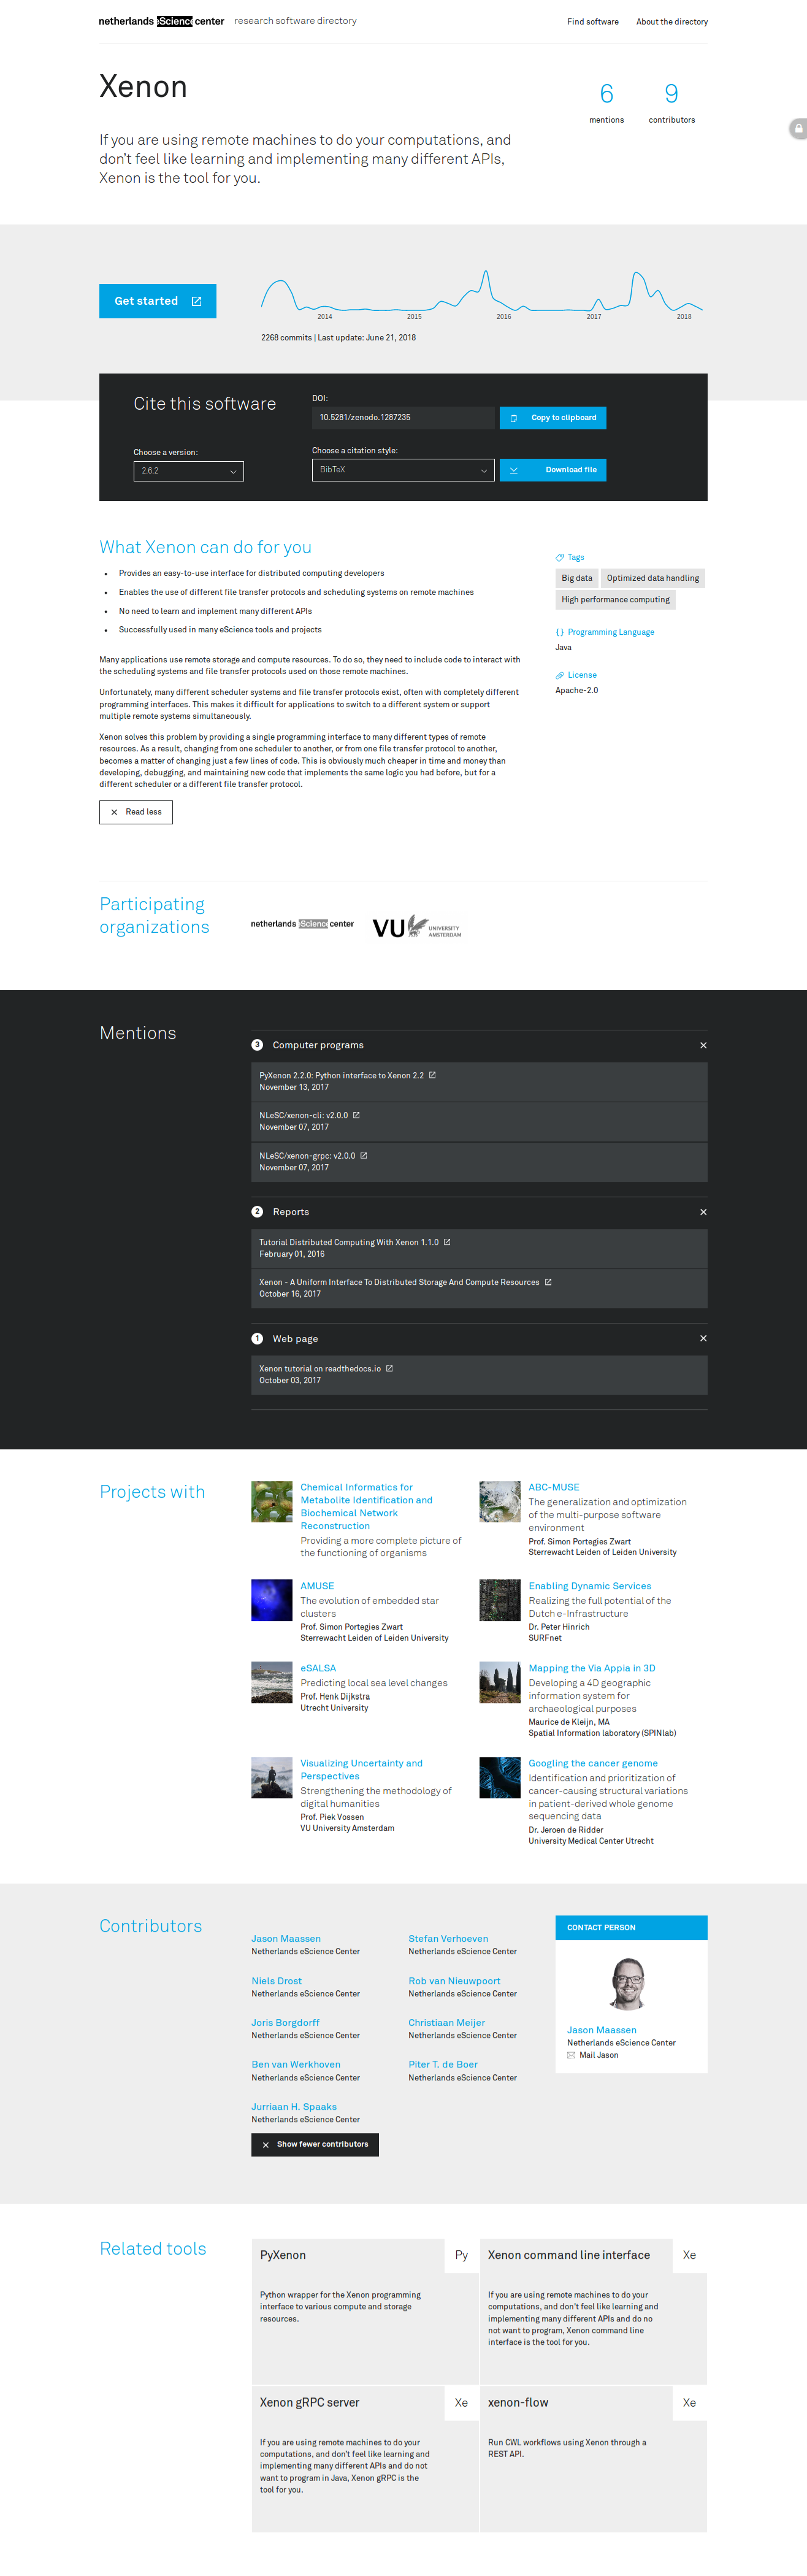 netherlands eScience center research software directory
Find software About the directory
Xenon
6
mentions
9
contributors
If you are using remote machines to do your computations, and
don't feel like learning and implementing many different APIs,
Xenon is the tool for you.
Get started
2014 2015 2016 2017 2018
2268 commits | Last update: June 21, 2018
Cite this software
DOI:
10.5281/zenodo.1287235
Copy to clipboard
Choose a version:
2.6.2
Choose a citation style:
BibTeX
Download file
What Xenon can do for you
• Provides an easy-to-use interface for distributed computing developers
• Enables the use of different file transfer protocols and scheduling systems on remote machines
• No need to learn and implement many different APIs
• Successfully used in many eScience tools and projects
Many applications use remote storage and compute resources. To do so, they need to include code to interact with
the scheduling systems and file transfer protocols used on those remote machines.
Unfortunately, many different scheduler systems and file transfer protocols exist, often with completely different
programming interfaces. This makes it difficult for applications to switch to a different system or support
multiple remote systems simultaneously.
Xenon solves this problem by providing a single programming interface to many different types of remote
resources. As a result, changing from one scheduler to another, or from one file transfer protocol to another,
becomes a matter of changing just a few lines of code. This is obviously much cheaper in time and money than
developing, debugging, and maintaining new code that implements the same logic you had before, but for a
different scheduler or a different file transfer protocol.
Read less
Tags
Big data Optimized data handling
High performance computing
{} Programming Language
Java
License
Apache-2.0
Participating
organizations
netherlands eScience center
VU UNIVERSITY
AMSTERDAM
Mentions
3 Computer programs
PyXenon 2.2.0: Python interface to Xenon 2.2
November 13, 2017
NLeSC/xenon-cli: v2.0.0
November 07, 2017
NLeSC/xenon-grpc: v2.0.0
November 07, 2017
2 Reports
Tutorial Distributed Computing With Xenon 1.1.0
February 01, 2016
Xenon - A Uniform Interface To Distributed Storage And Compute Resources
October 16, 2017
1 Web page
Xenon tutorial on readthedocs.io
October 03, 2017
Projects with
Chemical Informatics for
Metabolite Identification and
Biochemical Network
Reconstruction
Providing a more complete picture of
the functioning of organisms
ABC-MUSE
The generalization and optimization
of the multi-purpose software
environment
Prof. Simon Portegies Zwart
Sterrewacht Leiden of Leiden University
AMUSE
The evolution of embedded star
clusters
Prof. Simon Portegies Zwart
Sterrewacht Leiden of Leiden University
Enabling Dynamic Services
Realizing the full potential of the
Dutch e-Infrastructure
Dr. Peter Hinrich
SURFnet
eSALSA
Predicting local sea level changes
Prof. Henk Dijkstra
Utrecht University
Mapping the Via Appia in 3D
Developing a 4D geographic
information system for
archaeological purposes
Maurice de Kleijn, MA
Spatial Information laboratory (SPINlab)
Visualizing Uncertainty and
Perspectives
Strengthening the methodology of
digital humanities
Prof. Piek Vossen
VU University Amsterdam
Googling the cancer genome
Identification and prioritization of
cancer-causing structural variations
in patient-derived whole genome
sequencing data
Dr. Jeroen de Ridder
University Medical Center Utrecht
Contributors
Jason Maassen
Netherlands eScience Center
Stefan Verhoeven
Netherlands eScience Center
Niels Drost
Netherlands eScience Center
Rob van Nieuwpoort
Netherlands eScience Center
Joris Borgdorff
Netherlands eScience Center
Christiaan Meijer
Netherlands eScience Center
Ben van Werkhoven
Netherlands eScience Center
Piter T. de Boer
Netherlands eScience Center
Jurriaan H. Spaaks
Netherlands eScience Center
Show fewer contributors
CONTACT PERSON
Jason Maassen
Netherlands eScience Center
Mail Jason
Related tools
PyXenon Py
Python wrapper for the Xenon programming
interface to various compute and storage
resources.
Xenon command line interface Xe
If you are using remote machines to do your
computations, and don't feel like learning and
implementing many different APIs and do no
not want to program, Xenon command line
interface is the tool for you.
Xenon gRPC server Xe
If you are using remote machines to do your
computations, and don't feel like learning and
implementing many different APIs and do not
want to program in Java, Xenon gRPC is the
tool for you.
xenon-flow Xe
Run CWL workflows using Xenon through a
REST API.